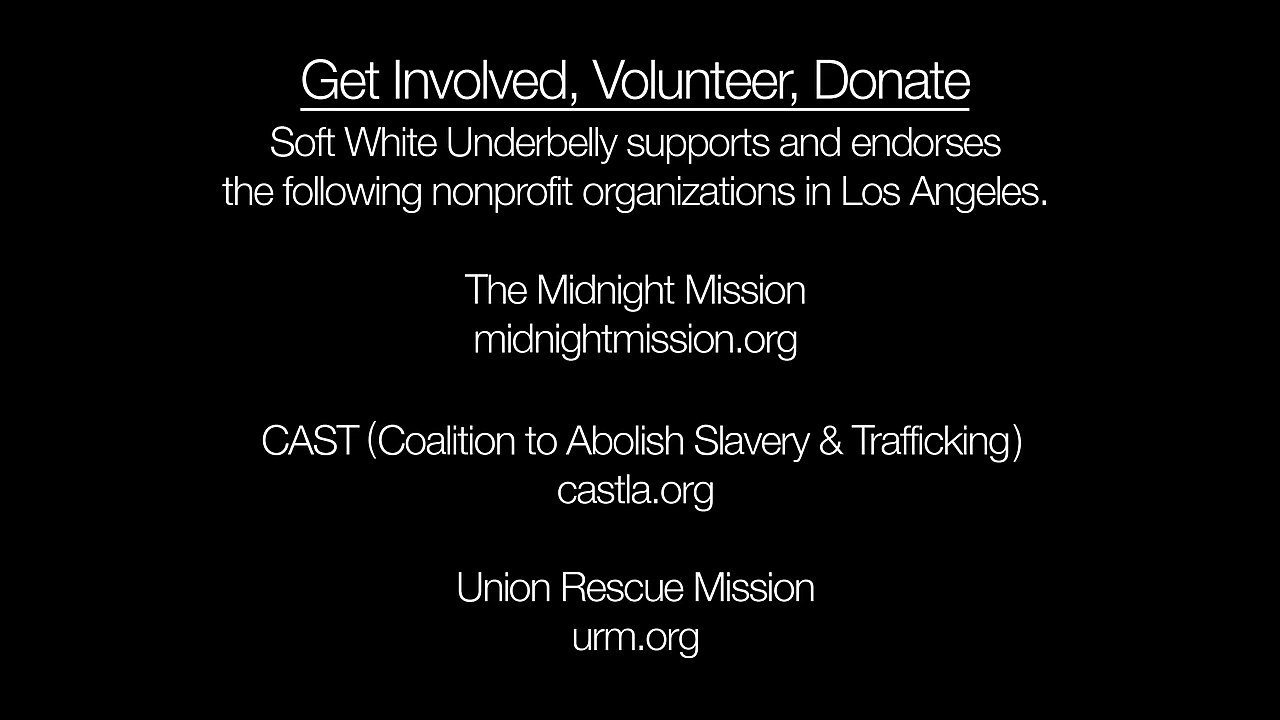 Get Involved, Volunteer, Donate
Soft White Underbelly supports and endorses
the following nonprofit organizations in Los Angeles.
The Midnight Mission
midnightmission.org
CAST (Coalition to Abolish Slavery & Trafficking)
castla.org
Union Rescue Mission
urm.org